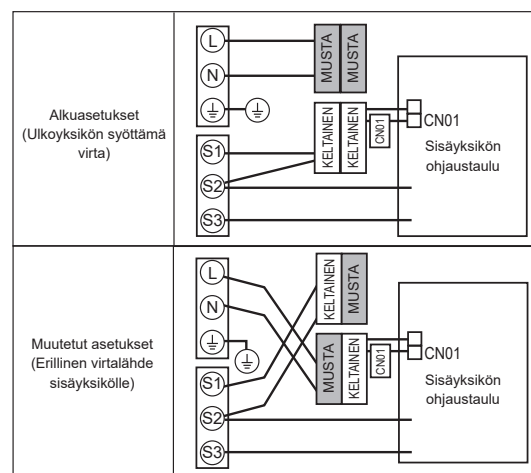 Alkuasetukset
(Ulkoyksikön syöttämä
virta)
L
N
S1
S2
S3
MUSTA
MUSTA
KELTAINEN
KELTAINEN
CN01
CN01
Sisäyksikön
ohjaustaulu
Muutetut asetukset
(Erillinen virtalähde
sisäyksikölle)
L
N
S1
S2
S3
KELTAINEN
MUSTA
MUSTA
KELTAINEN
CN01
CN01
Sisäyksikön
ohjaustaulu